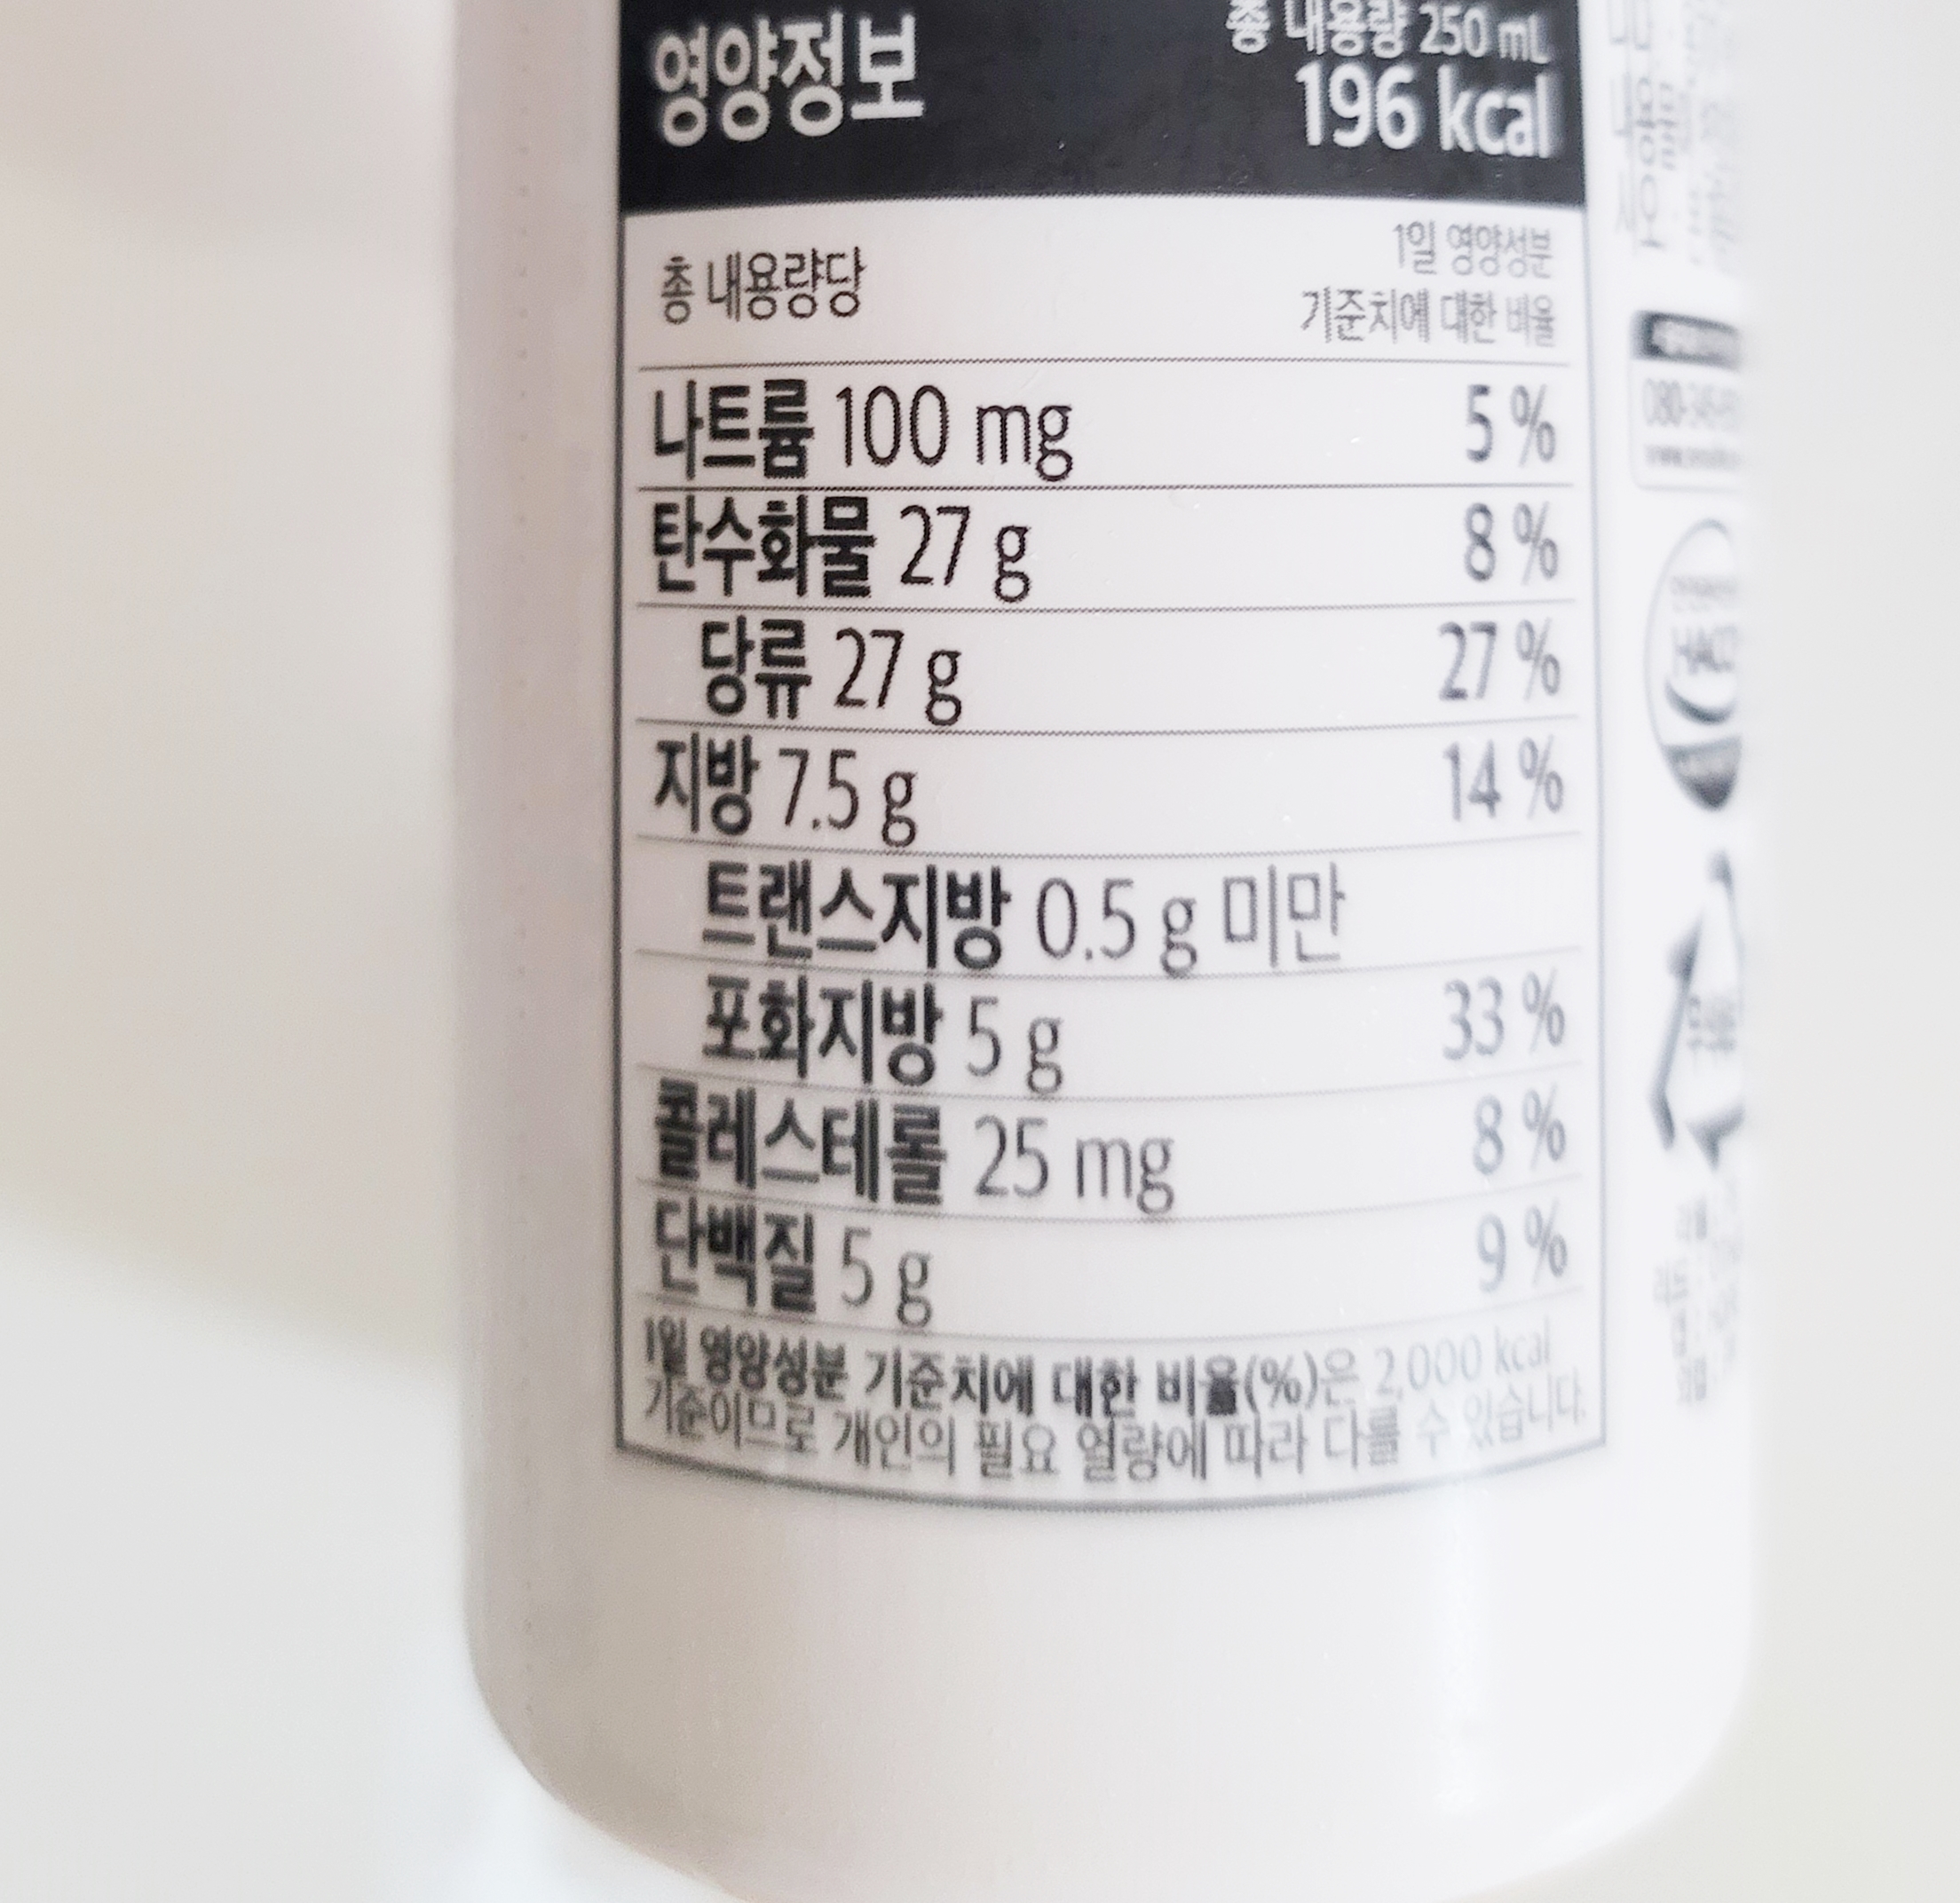 영양정보
총 내용량 250 mL
196 kcal
총 내용량당
1일 영양성분
기준치에 대한 비율
나트륨 100 mg 5 %
탄수화물 27 g 8 %
당류 27 g 27 %
지방 7.5 g 14 %
트랜스지방 0.5 g 미만
포화지방 5 g 33 %
콜레스테롤 25 mg 8 %
단백질 5 g 9 %
1일 영양성분 기준치에 대한 비율(%)은 2,000 kcal
기준이므로 개인의 필요 열량에 따라 다를 수 있습니다.